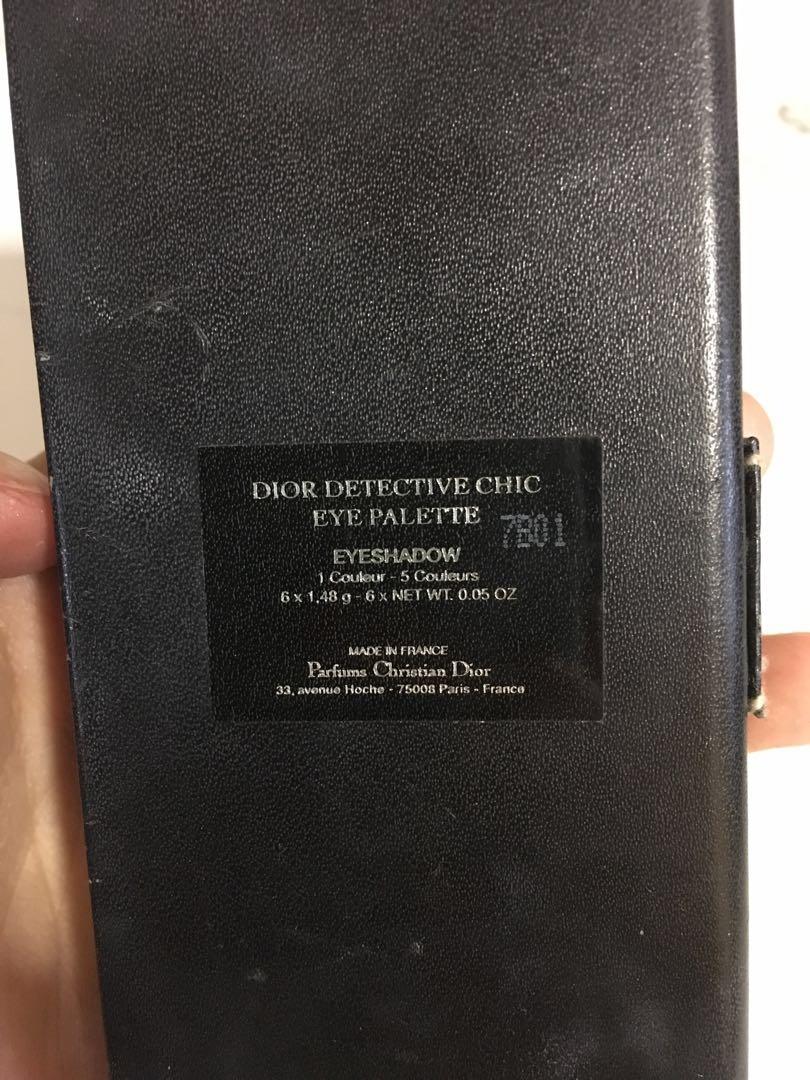 DIOR DETECTIVE CHIC
EYE PALETTE
7B01
EYESHADOW
1 Couleur - 5 Couleurs
6 x 1,48 g - 6 x NET WT. 0.05 OZ
MADE IN FRANCE
Parfums Christian Dior
33, avenue Hoche - 75008 Paris - France